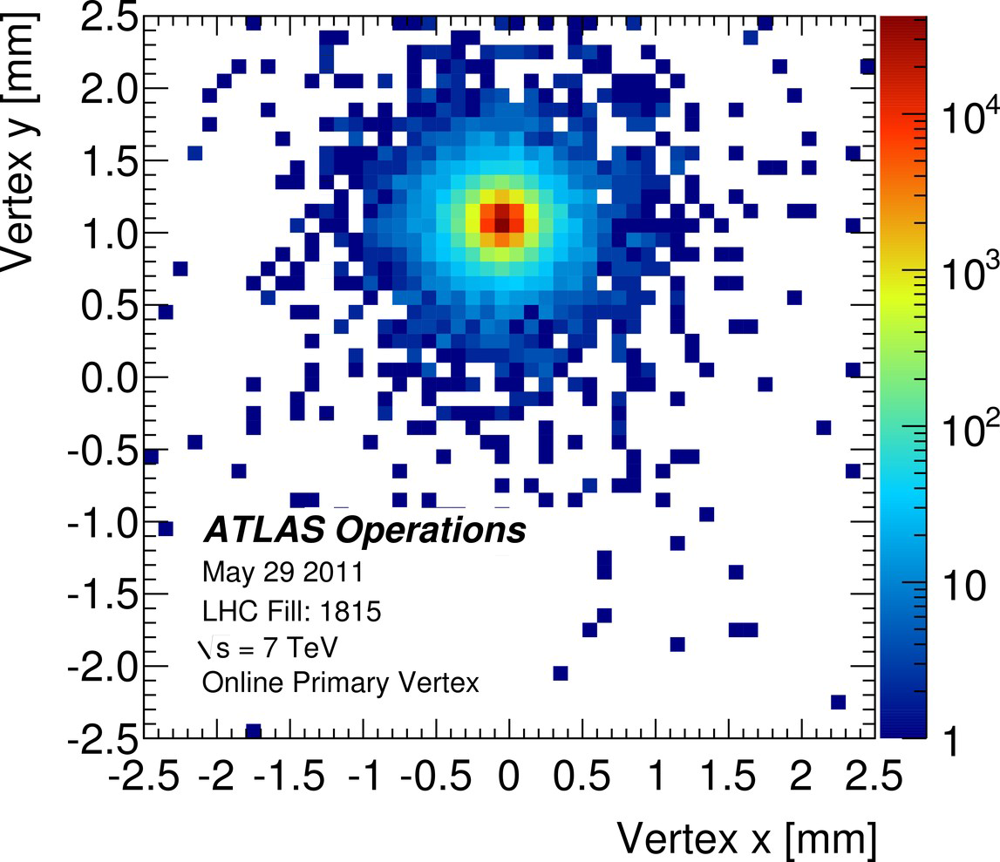 Vertex y [mm]
2.5
2.0
1.5
1.0
0.5
0.0
-0.5
-1.0
-1.5
-2.0
-2.5
ATLAS Operations
May 29 2011
LHC Fill: 1815
√s = 7 TeV
Online Primary Vertex
-2.5 -2 -1.5 -1 -0.5 0 0.5 1 1.5 2 2.5
Vertex x [mm]
10⁴
10³
10²
10
1